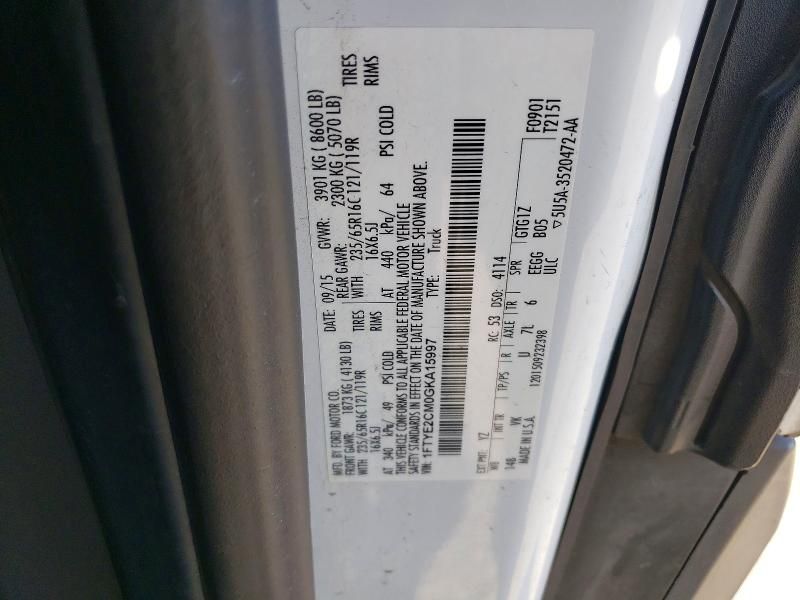 MFD. BY FORD MOTOR CO.
DATE: 09/15 GVWR: 3901 KG ( 8600 LB)
FRONT GAWR: 1873 KG ( 4130 LB) REAR GAWR: 2300 KG ( 5070 LB)
WITH 235/65R16C 121/119R TIRES WITH 235/65R16C 121/119R TIRES
16X6.5J RIMS 16X6.5J RIMS
AT 340 kPa/ 49 PSI COLD AT 440 kPa/ 64 PSI COLD
THIS VEHICLE CONFORMS TO ALL APPLICABLE FEDERAL MOTOR VEHICLE
SAFETY STANDARDS IN EFFECT ON THE DATE OF MANUFACTURE SHOWN ABOVE.
VIN: 1FTYE2CM0GKA15997 TYPE: Truck
EXT PNT: YZ RC: 53 DSO: 4114 F0901
WB INT TR TP/PS R AXLE TR SPR GTG1Z T2151
148 VK U 7L 6 EEGG B05
MADE IN U.S.A. 1201509232398 ULC ▽5U5A-3520472-AA